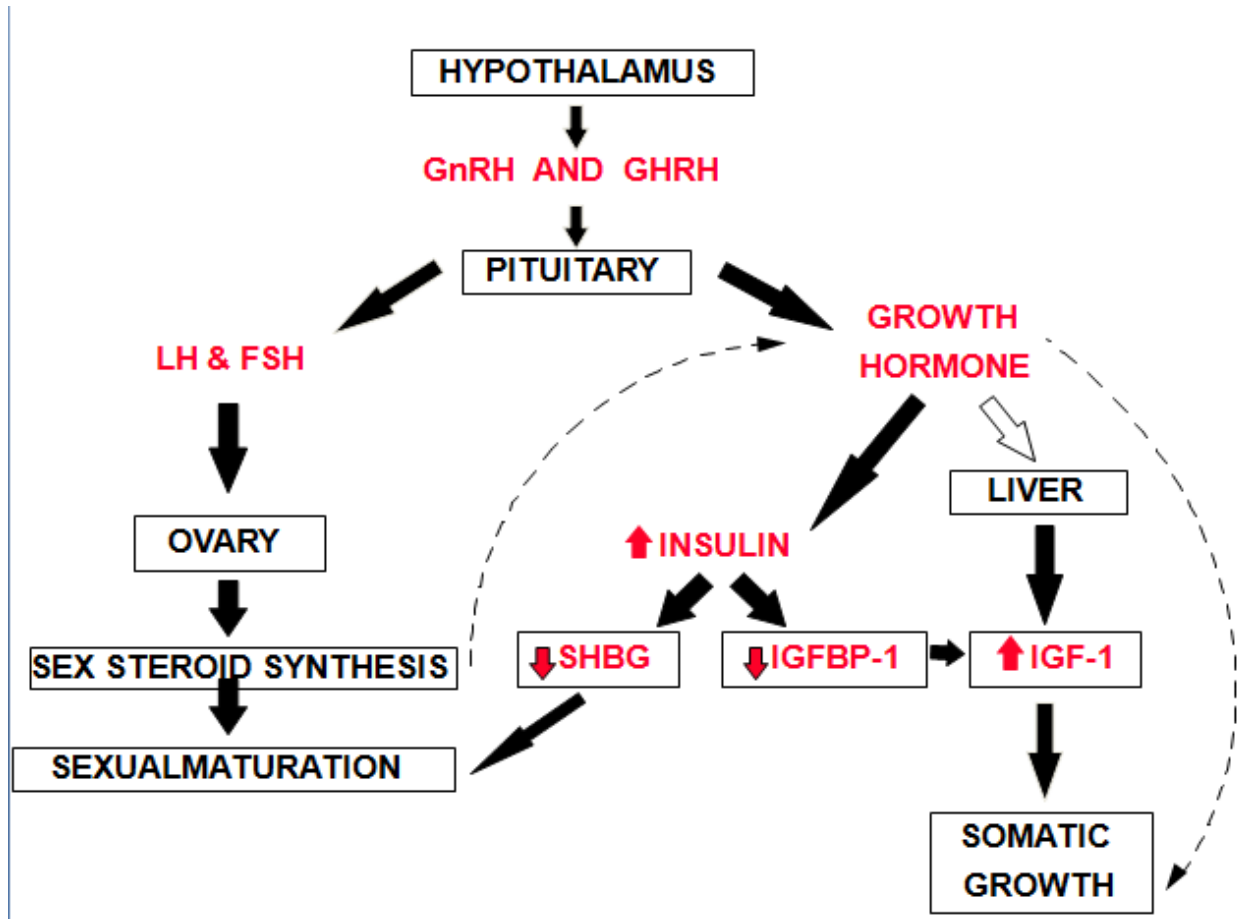 HYPOTHALAMUS
GnRH AND GHRH
PITUITARY
LH & FSH
GROWTH
HORMONE
LIVER
OVARY
INSULIN
SEX STEROID SYNTHESIS
SHBG
IGFBP-1
IGF-1
SEXUALMATURATION
SOMATIC
GROWTH